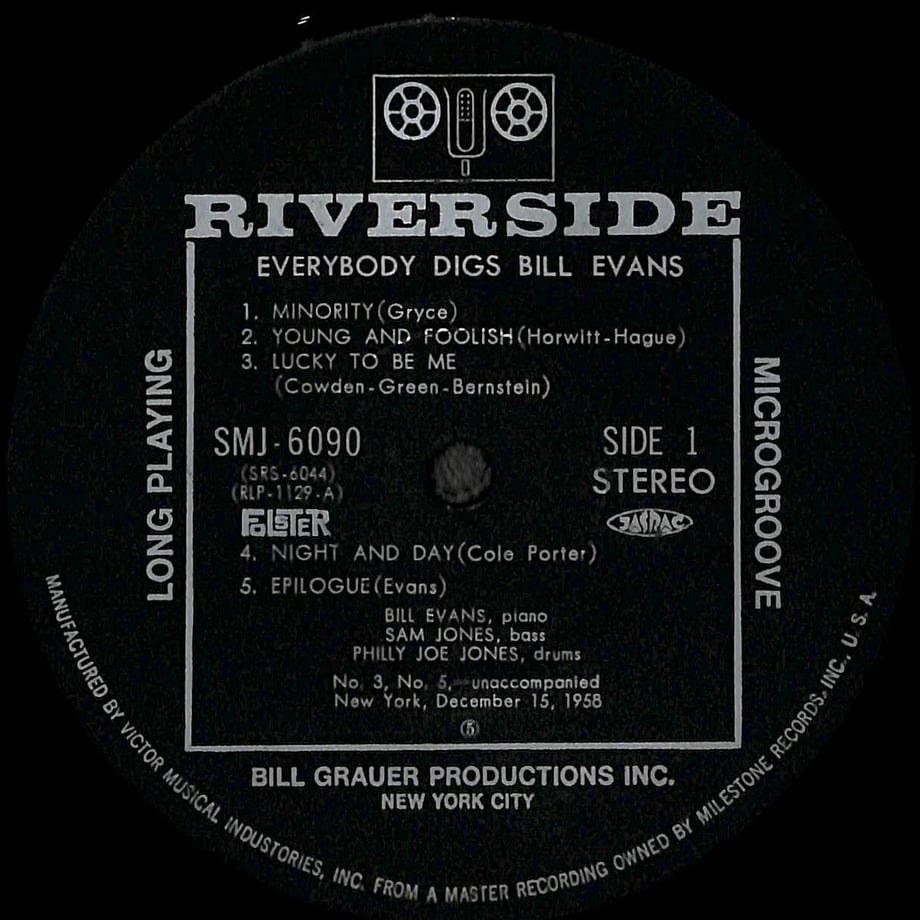 RIVERSIDE
EVERYBODY DIGS BILL EVANS
1. MINORITY(Gryce)
2. YOUNG AND FOOLISH(Horwitt-Hague)
3. LUCKY TO BE ME
(Cowden-Green-Bernstein)
LONG PLAYING
MICROGROOVE
SMJ-6090
SIDE 1
(SRS-6044)
STEREO
(RLP-1129-A)
FOLSTER
JASRAC
4. NIGHT AND DAY(Cole Porter)
5. EPILOGUE(Evans)
BILL EVANS, piano
SAM JONES, bass
PHILLY JOE JONES, drums
No. 3, No. 5, unaccompanied
New York, December 15, 1958
(5)
BILL GRAUER PRODUCTIONS INC.
NEW YORK CITY
MANUFACTURED BY VICTOR MUSICAL INDUSTORIES, INC. FROM A MASTER RECORDING OWNED BY MILESTONE RECORDS, INC., U. S. A.